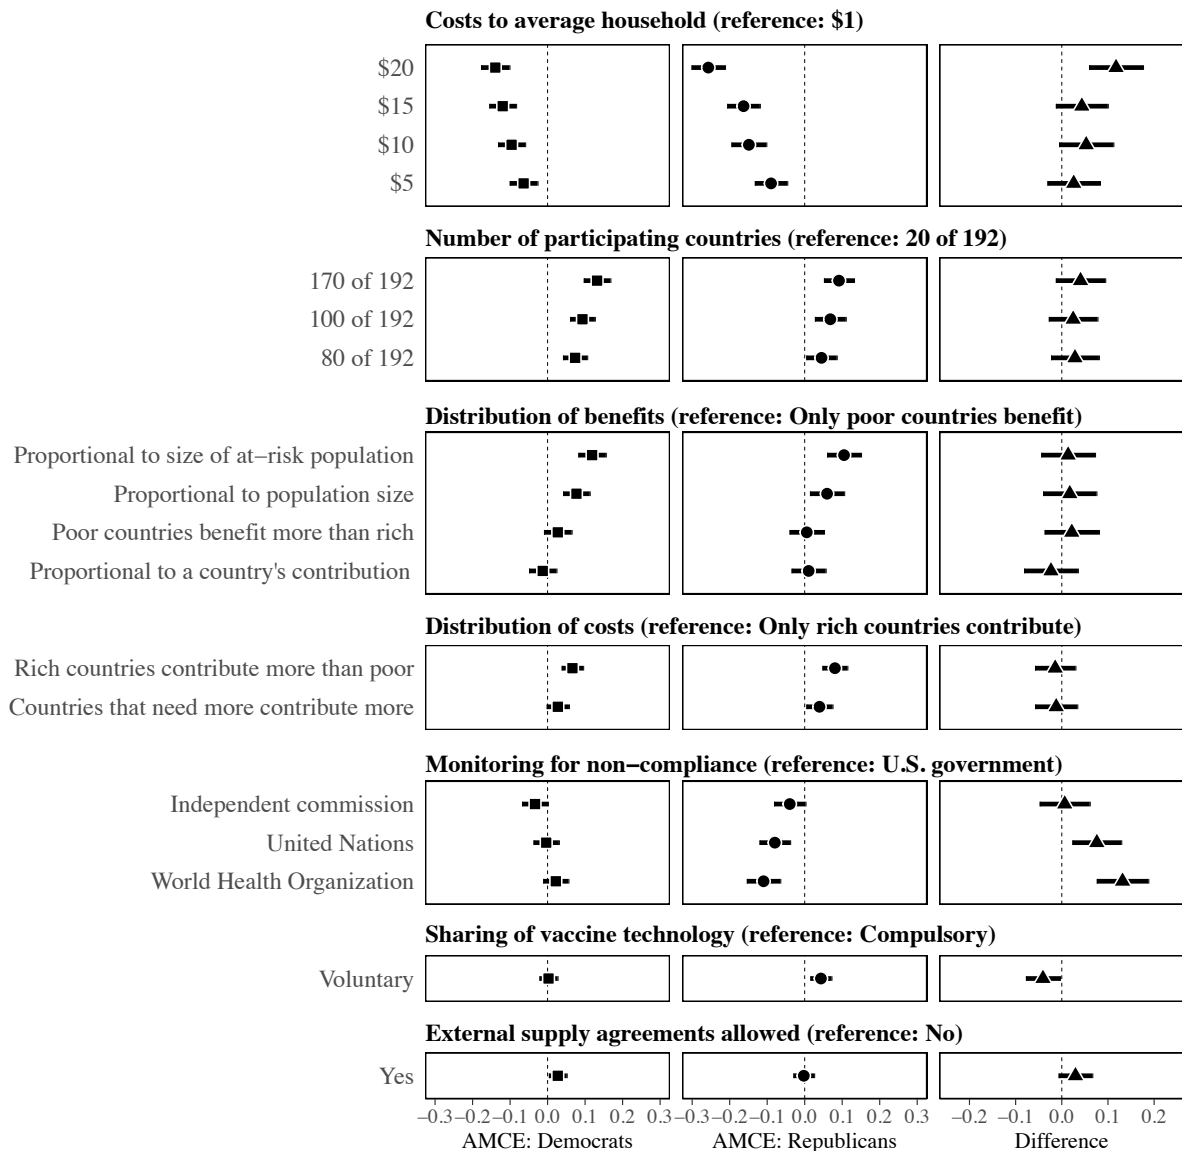 Costs to average household (reference: $1)
$20
$15
$10
$5
Number of participating countries (reference: 20 of 192)
170 of 192
100 of 192
80 of 192
Distribution of benefits (reference: Only poor countries benefit)
Proportional to size of at−risk population
Proportional to population size
Poor countries benefit more than rich
Proportional to a country's contribution
Distribution of costs (reference: Only rich countries contribute)
Rich countries contribute more than poor
Countries that need more contribute more
Monitoring for non−compliance (reference: U.S. government)
Independent commission
United Nations
World Health Organization
Sharing of vaccine technology (reference: Compulsory)
Voluntary
External supply agreements allowed (reference: No)
Yes
−0.3 −0.2 −0.1 0.0 0.1 0.2 0.3 −0.3 −0.2 −0.1 0.0 0.1 0.2 0.3 −0.2 −0.1 0.0 0.1 0.2
AMCE: Democrats AMCE: Republicans Difference